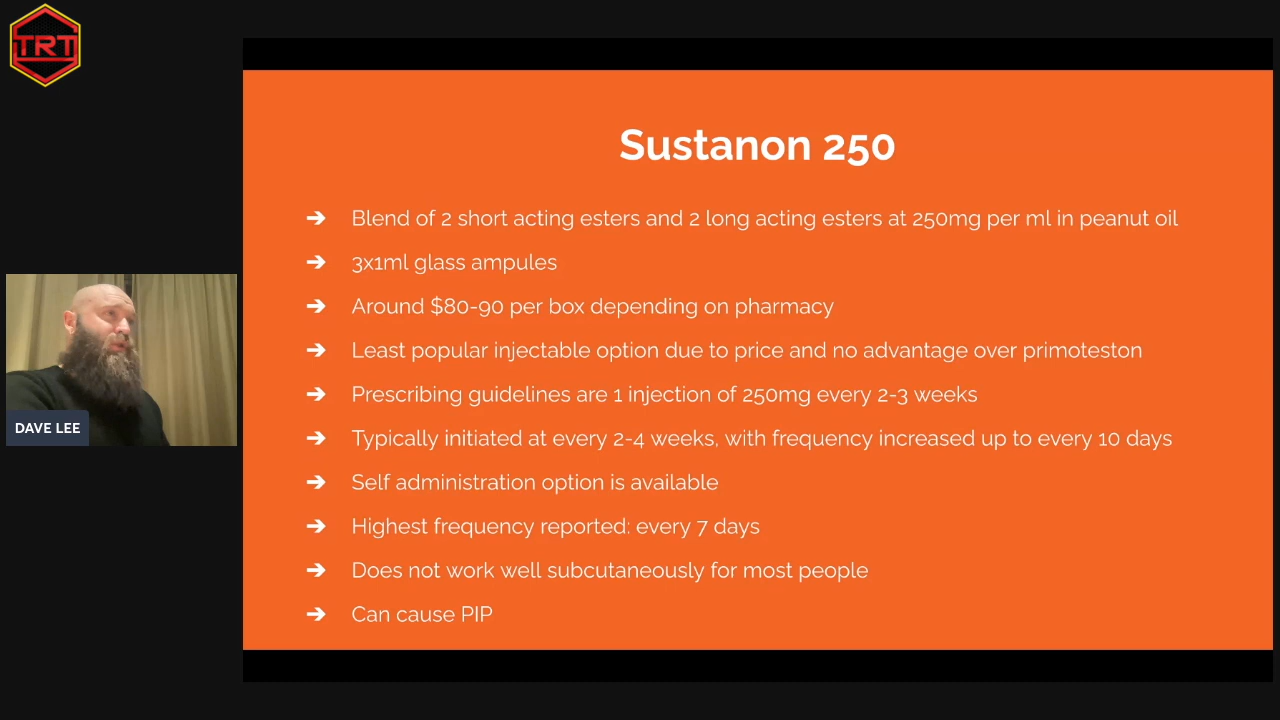 TRT
Sustanon 250
➔ Blend of 2 short acting esters and 2 long acting esters at 250mg per ml in peanut oil
➔ 3x1ml glass ampules
➔ Around $80-90 per box depending on pharmacy
➔ Least popular injectable option due to price and no advantage over primoteston
➔ Prescribing guidelines are 1 injection of 250mg every 2-3 weeks
➔ Typically initiated at every 2-4 weeks, with frequency increased up to every 10 days
➔ Self administration option is available
➔ Highest frequency reported: every 7 days
➔ Does not work well subcutaneously for most people
➔ Can cause PIP
DAVE LEE